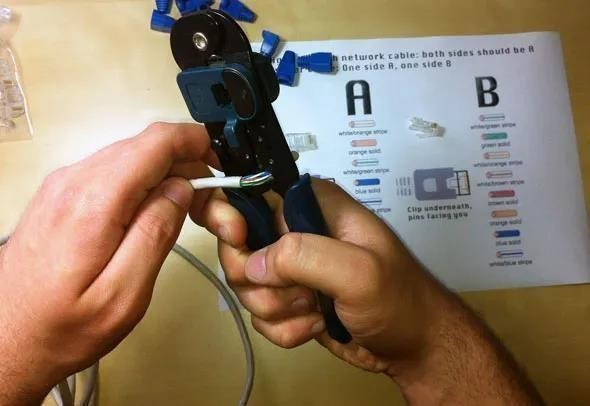 network cable: both sides should be A
One side A, one side B
A
white/orange stripe
orange solid
white/green stripe
blue solid
Clip underneath,
pins facing you
B
white/green stripe
green solid
white/orange stripe
white/brown stripe
brown solid
orange solid
blue solid
white/blue stripe